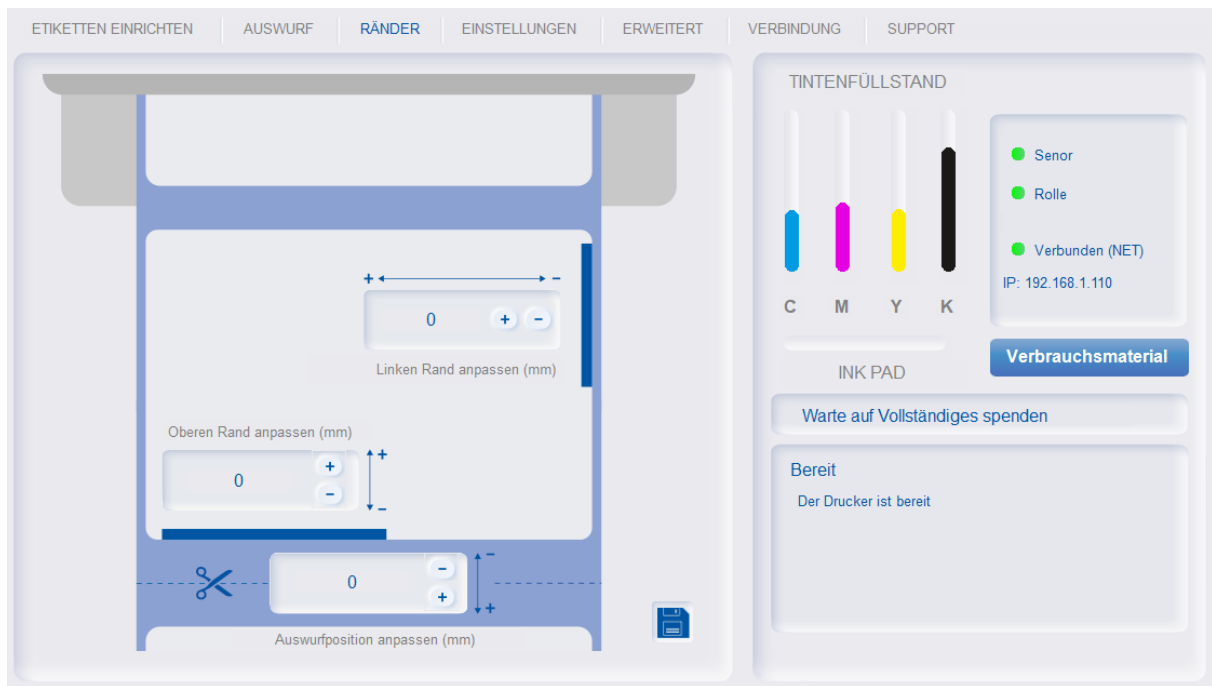 ETIKETTEN EINRICHTEN AUSWURF RÄNDER EINSTELLUNGEN ERWEITERT VERBINDUNG SUPPORT
+ −
0 + −
Linken Rand anpassen (mm)
Oberen Rand anpassen (mm)
0 + − + −
0 − + − +
Auswurfposition anpassen (mm)
TINTENFÜLLSTAND
C M Y K
INK PAD
Senor
Rolle
Verbunden (NET)
IP: 192.168.1.110
Verbrauchsmaterial
Warte auf Vollständiges spenden
Bereit
Der Drucker ist bereit